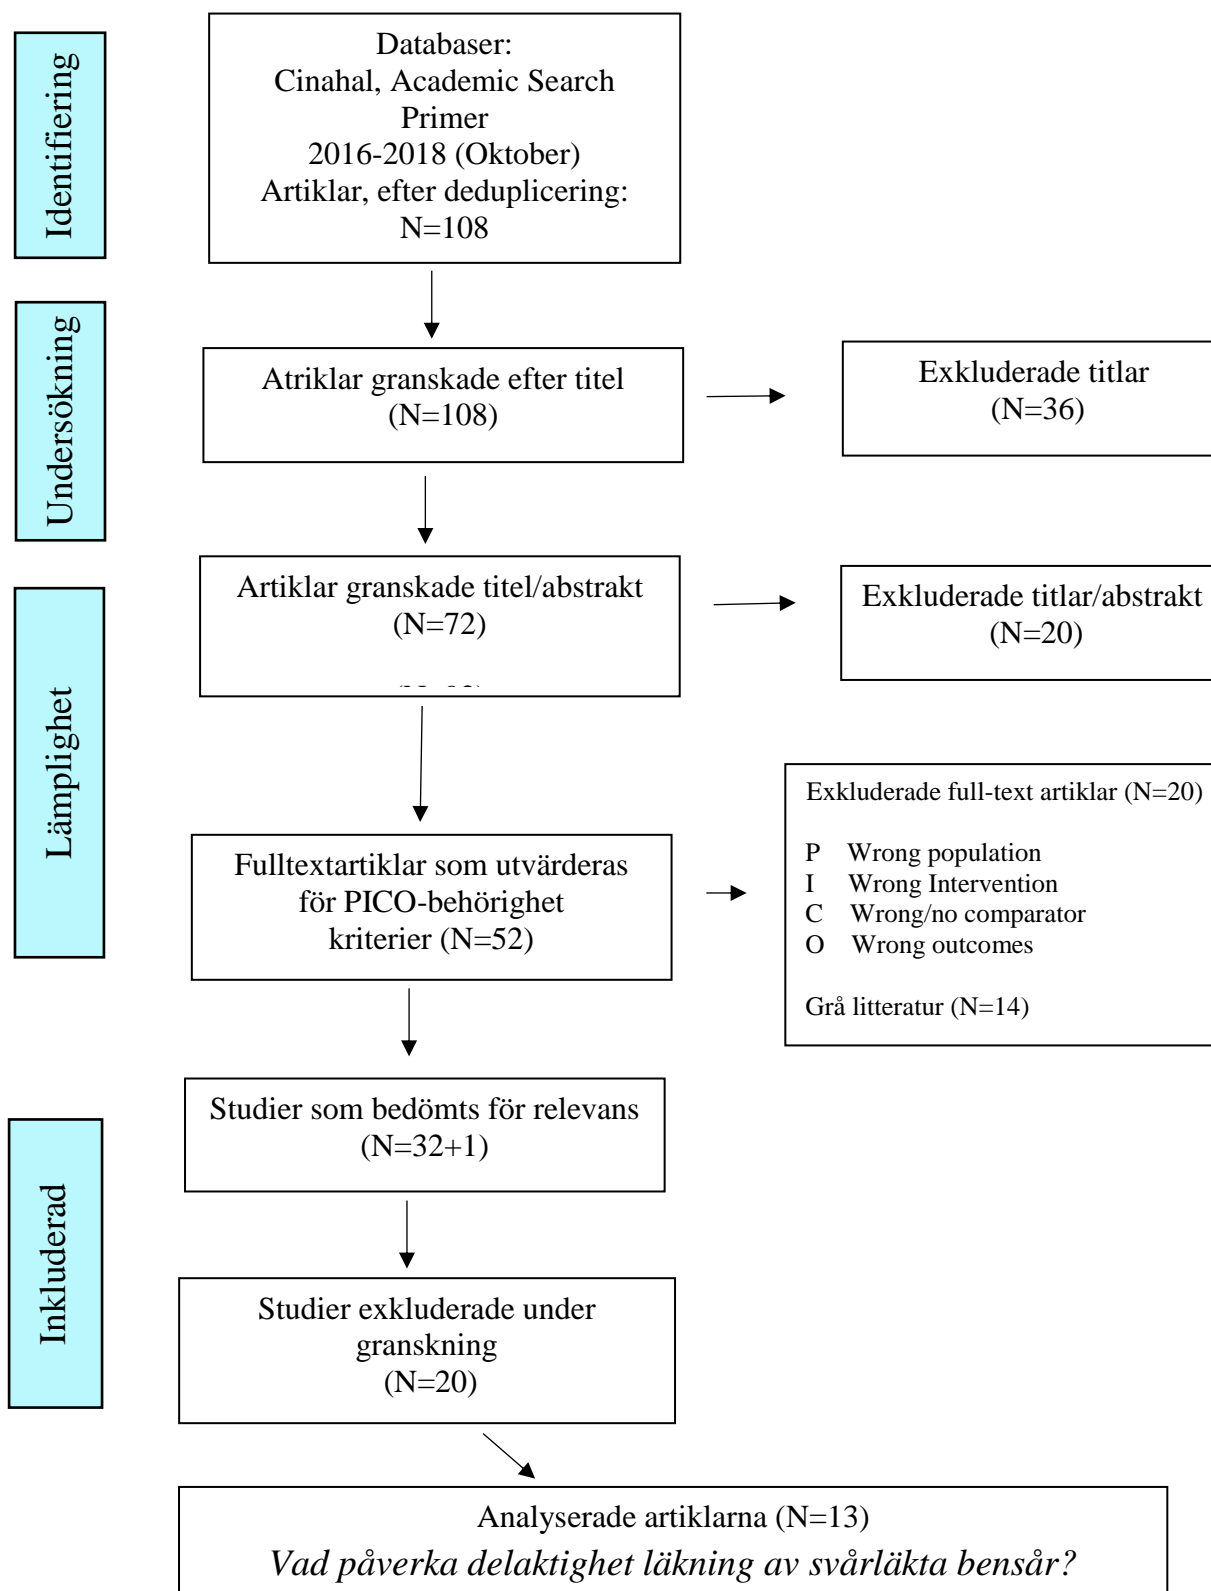 Identifiering
Databaser:
Cinahal, Academic Search
Primer
2016-2018 (Oktober)
Artiklar, efter deduplicering:
N=108
Undersökning
Atriklar granskade efter titel
(N=108)
Exkluderade titlar
(N=36)
Lämplighet
Artiklar granskade titel/abstrakt
(N=72)
Exkluderade titlar/abstrakt
(N=20)
Fulltextartiklar som utvärderas
för PICO-behörighet
kriterier (N=52)
Exkluderade full-text artiklar (N=20)
P Wrong population
I Wrong Intervention
C Wrong/no comparator
O Wrong outcomes
Grå litteratur (N=14)
Inkluderad
Studier som bedömts för relevans
(N=32+1)
Studier exkluderade under
granskning
(N=20)
Analyserade artiklarna (N=13)
Vad påverka delaktighet läkning av svårläkta bensår?